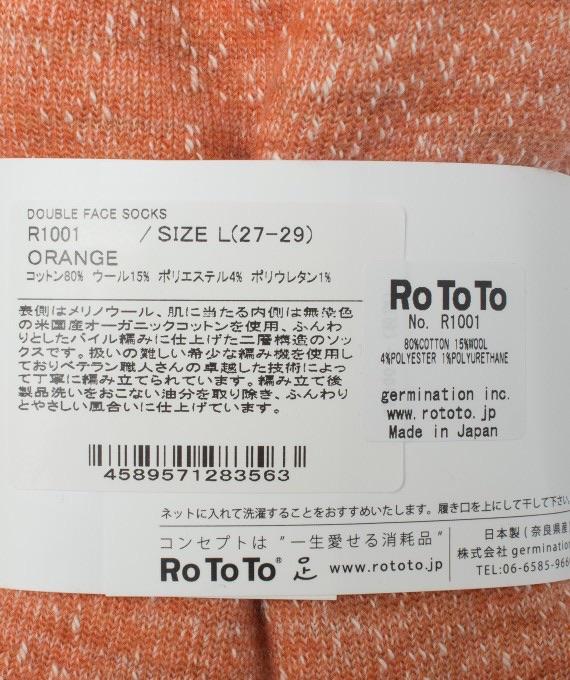 DOUBLE FACE SOCKS
R1001 / SIZE L(27-29)
ORANGE
コットン80% ウール15% ポリエステル4% ポリウレタン1%
表側はメリノウール、肌に当たる内側は無染色
の米国産オーガニックコットンを使用、ふんわ
りとしたパイル編みに仕上げた二層構造のソッ
クスです。扱いの難しい希少な編み機を使用し
ておりベテラン職人さんの卓越した技術によっ
て丁寧に編み立てられています。編み立て後
製品洗いをおこない油分を取り除き、ふんわり
とやさしい風合いに仕上げています。
4589571283563
RoToTo
No. R1001
80%COTTON 15%WOOL
4%POLYESTER 1%POLYURETHANE
germination inc.
www.rototo.jp
Made in Japan
ネットに入れて洗濯することをおすすめいたします。履き口を上にして干して下さい
コンセプトは “一生愛せる消耗品”
RoToTo® www.rototo.jp
日本製(奈良県産
株式会社 germination
TEL:06-6585-966